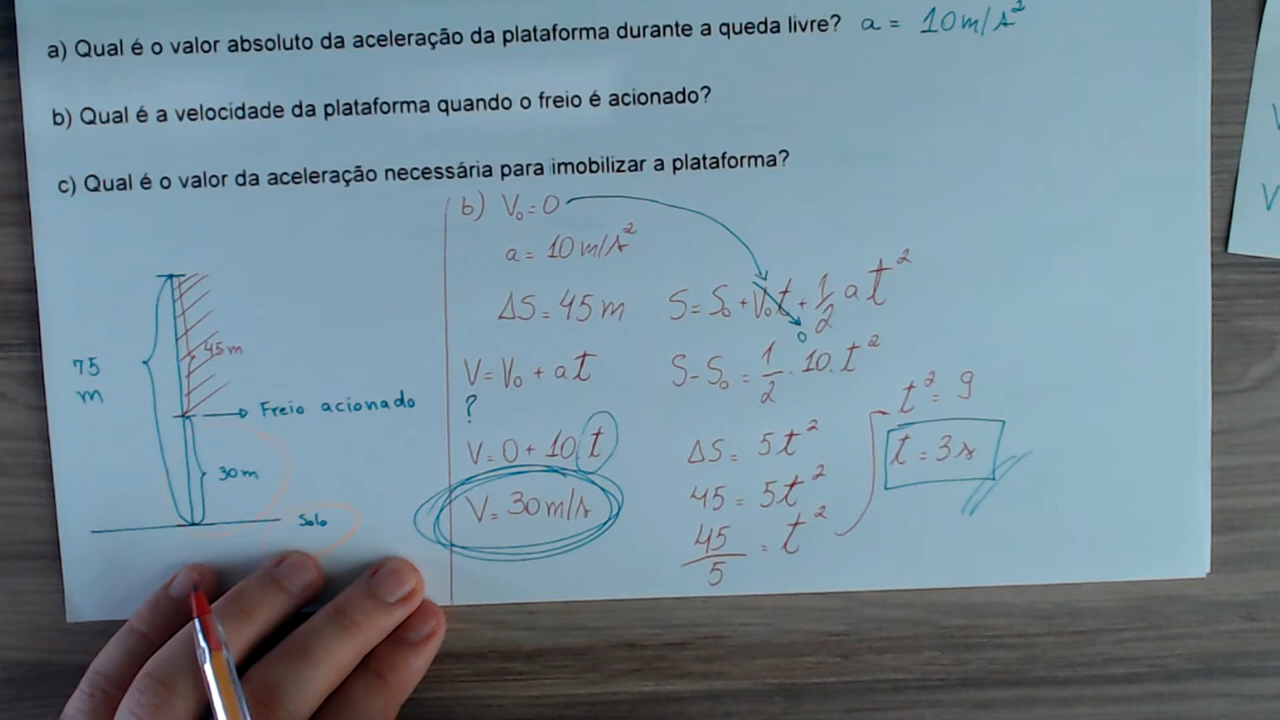 a) Qual é o valor absoluto da aceleração da plataforma durante a queda livre? a = 10 m/s²
b) Qual é a velocidade da plataforma quando o freio é acionado?
c) Qual é o valor da aceleração necessária para imobilizar a plataforma?
75 m
45 m
Freio acionado
30 m
Solo
b) V₀ = 0
a = 10 m/s²
ΔS = 45 m
V = V₀ + at
?
V = 0 + 10 t
V = 30 m/s
S = S₀ + V₀t + 1/2 at²
0
S - S₀ = 1/2 . 10 . t²
ΔS = 5t²
45 = 5t²
45/5 = t²
t² = 9
t = 3s